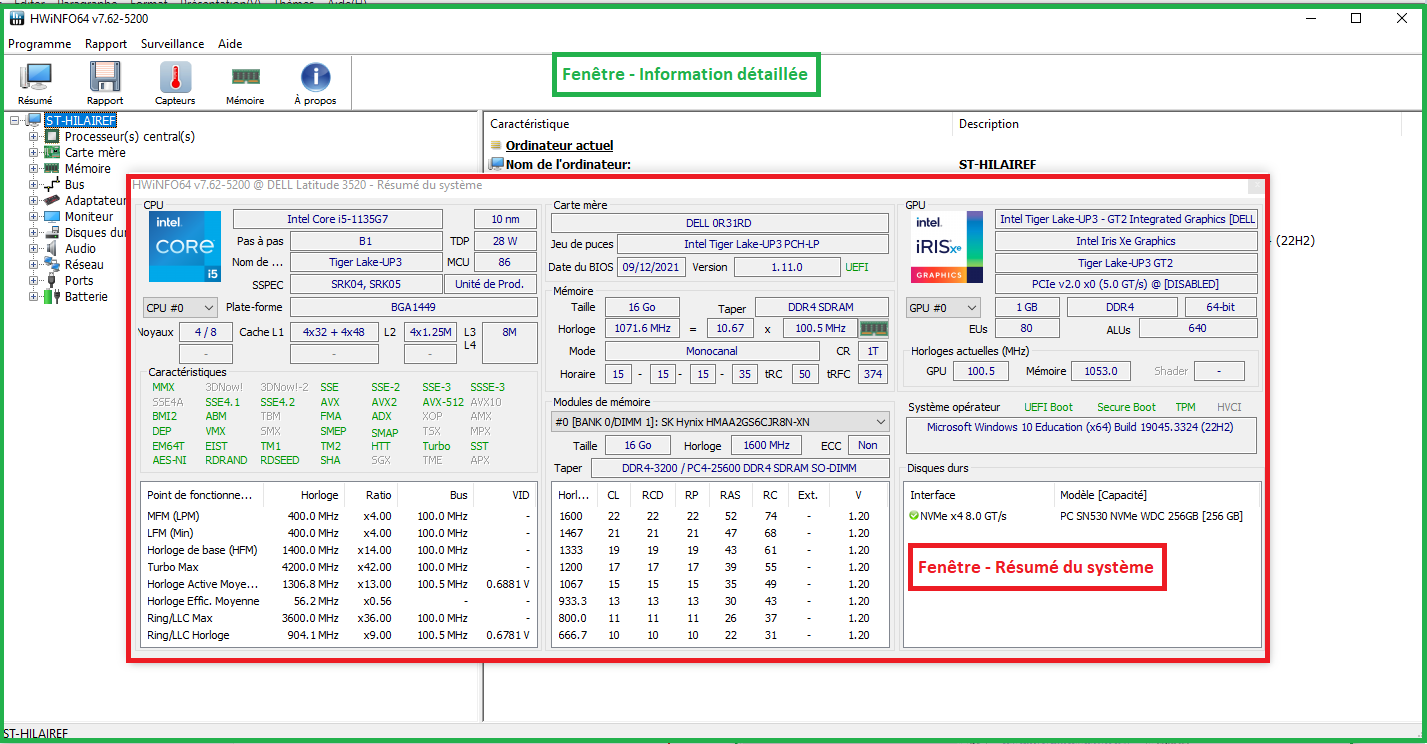 HWiNFO64 v7.62-5200
Programme Rapport Surveillance Aide
Résumé Rapport Capteurs Mémoire À propos
Fenêtre - Information détaillée
ST-HILAIREF
Processeur(s) central(s)
Carte mère
Mémoire
Bus
Adaptateur
Moniteur
Disques dur
Audio
Réseau
Ports
Batterie
Caractéristique Description
Ordinateur actuel
Nom de l'ordinateur: ST-HILAIREF
(22H2)
HWiNFO64 v7.62-5200 @ DELL Latitude 3520 - Résumé du système
CPU
intel.
CORE
i5
Intel Core i5-1135G7 10 nm
Pas à pas B1 TDP 28 W
Nom de ... Tiger Lake-UP3 MCU 86
SSPEC SRK04, SRK05 Unité de Prod.
CPU #0 Plate-forme BGA1449
Noyaux 4 / 8 Cache L1 4x32 + 4x48 L2 4x1.25M L3 8M
- - - L4
Caractéristiques
MMX 3DNow! 3DNow!-2 SSE SSE-2 SSE-3 SSSE-3
SSE4A SSE4.1 SSE4.2 AVX AVX2 AVX-512 AVX10
BMI2 ABM TBM FMA ADX XOP AMX
DEP VMX SMX SMEP SMAP TSX MPX
EM64T EIST TM1 TM2 HTT Turbo SST
AES-NI RDRAND RDSEED SHA SGX TME APX
Point de fonctionne... Horloge Ratio Bus VID
MFM (LPM) 400.0 MHz x4.00 100.0 MHz -
LFM (Min) 400.0 MHz x4.00 100.0 MHz -
Horloge de base (HFM) 1400.0 MHz x14.00 100.0 MHz -
Turbo Max 4200.0 MHz x42.00 100.0 MHz -
Horloge Active Moye... 1306.8 MHz x13.00 100.5 MHz 0.6881 V
Horloge Effic. Moyenne 56.2 MHz x0.56 - -
Ring/LLC Max 3600.0 MHz x36.00 100.0 MHz -
Ring/LLC Horloge 904.1 MHz x9.00 100.5 MHz 0.6781 V
Carte mère
DELL 0R31RD
Jeu de puces Intel Tiger Lake-UP3 PCH-LP
Date du BIOS 09/12/2021 Version 1.11.0 UEFI
Mémoire
Taille 16 Go Taper DDR4 SDRAM
Horloge 1071.6 MHz = 10.67 x 100.5 MHz
Mode Monocanal CR 1T
Horaire 15 - 15 - 15 - 35 tRC 50 tRFC 374
Modules de mémoire
#0 [BANK 0/DIMM 1]: SK Hynix HMAA2GS6CJR8N-XN
Taille 16 Go Horloge 1600 MHz ECC Non
Taper DDR4-3200 / PC4-25600 DDR4 SDRAM SO-DIMM
Horl... CL RCD RP RAS RC Ext. V
1600 22 22 22 52 74 - 1.20
1467 21 21 21 47 68 - 1.20
1333 19 19 19 43 61 - 1.20
1200 17 17 17 39 55 - 1.20
1067 15 15 15 35 49 - 1.20
933.3 13 13 13 30 43 - 1.20
800.0 11 11 11 26 37 - 1.20
666.7 10 10 10 22 31 - 1.20
GPU
intel.
iRISxe
GRAPHICS
Intel Tiger Lake-UP3 - GT2 Integrated Graphics [DELL
Intel Iris Xe Graphics
Tiger Lake-UP3 GT2
PCIe v2.0 x0 (5.0 GT/s) @ [DISABLED]
GPU #0 1 GB DDR4 64-bit
EUs 80 ALUs 640
Horloges actuelles (MHz)
GPU 100.5 Mémoire 1053.0 Shader -
Système opérateur UEFI Boot Secure Boot TPM HVCI
Microsoft Windows 10 Education (x64) Build 19045.3324 (22H2)
Disques durs
Interface Modèle [Capacité]
NVMe x4 8.0 GT/s PC SN530 NVMe WDC 256GB [256 GB]
Fenêtre - Résumé du système
ST-HILAIREF